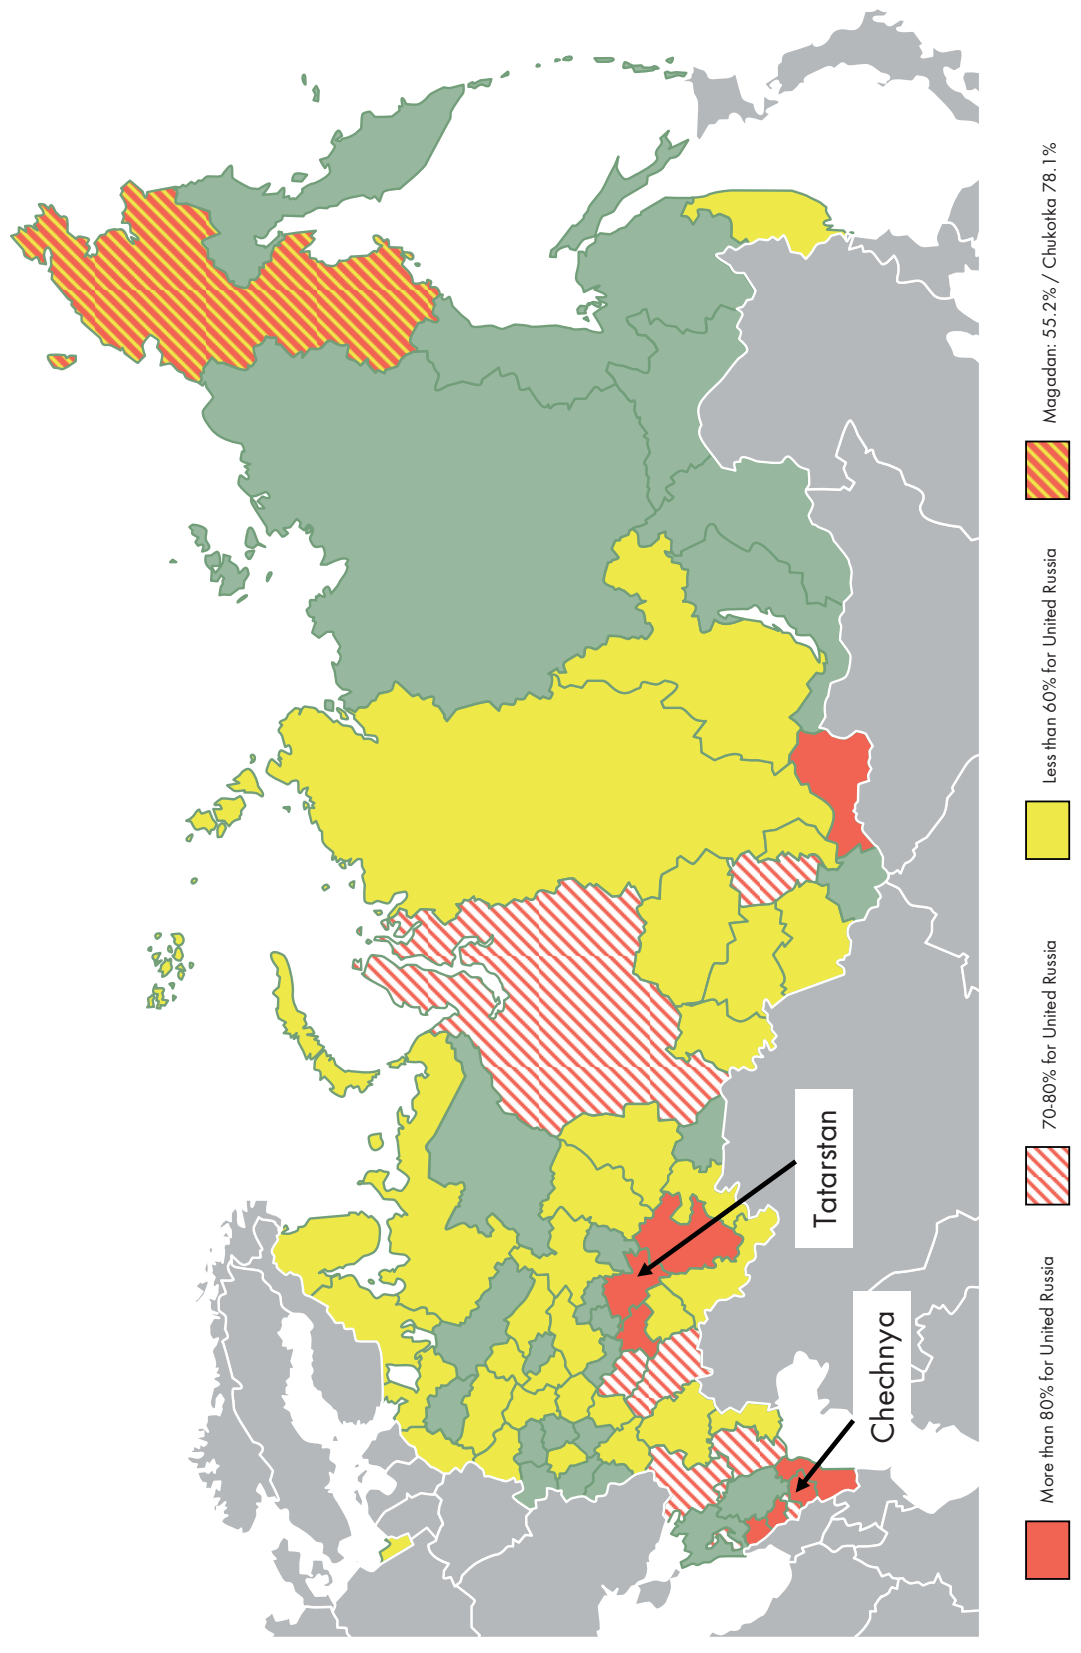 Tatarstan
Chechnya
More than 80% for United Russia
70-80% for United Russia
Less than 60% for United Russia
Magadan: 55.2% / Chukotka 78.1%